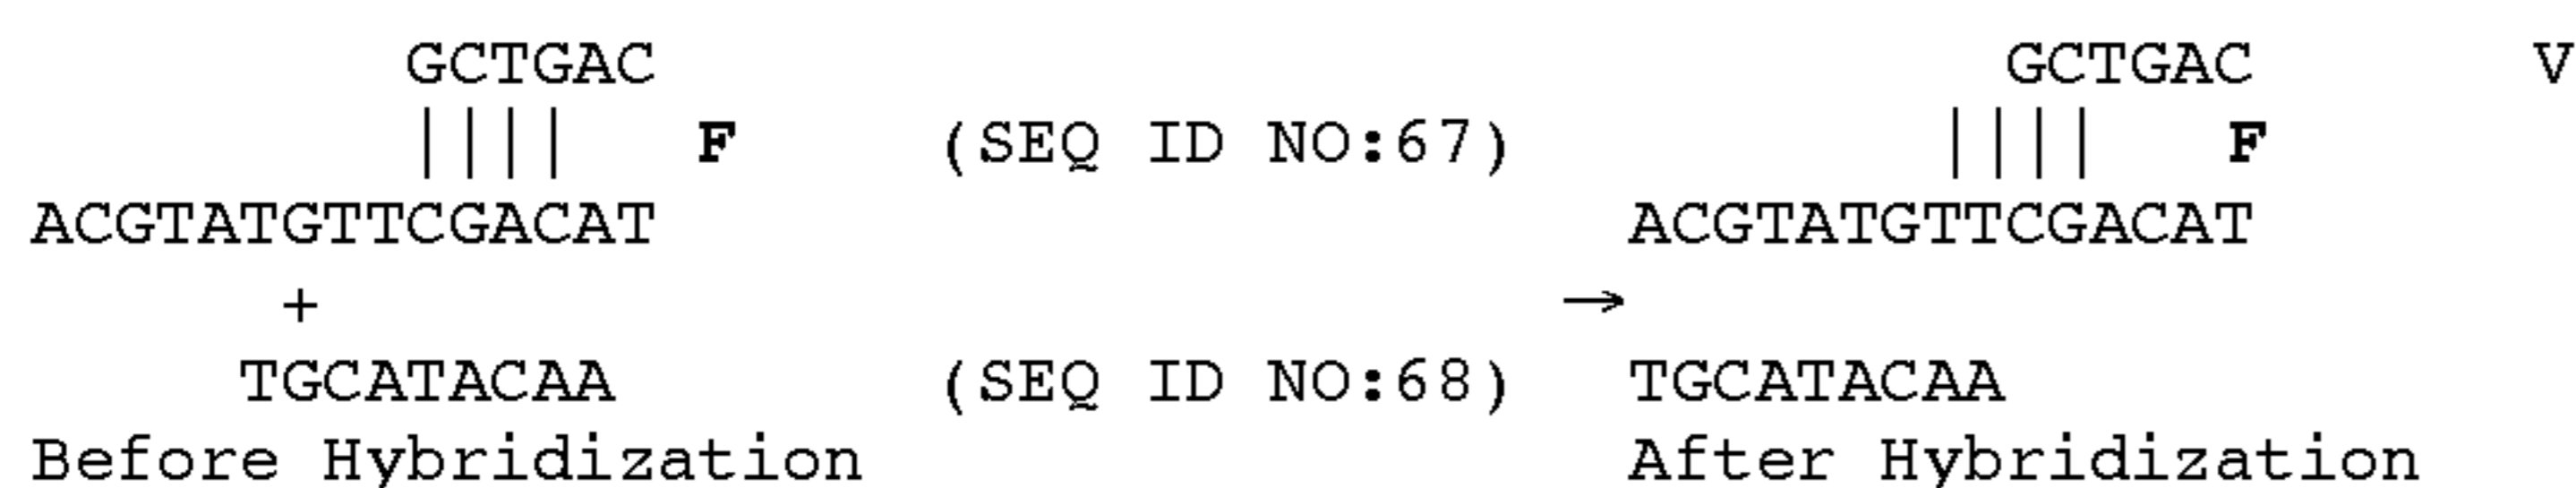 GCTGAC GCTGAC V
|||| F (SEQ ID NO:67) |||| F
ACGTATGTTCGACAT ACGTATGTTCGACAT
+ →
TGCATACAA (SEQ ID NO:68) TGCATACAA
Before Hybridization After Hybridization